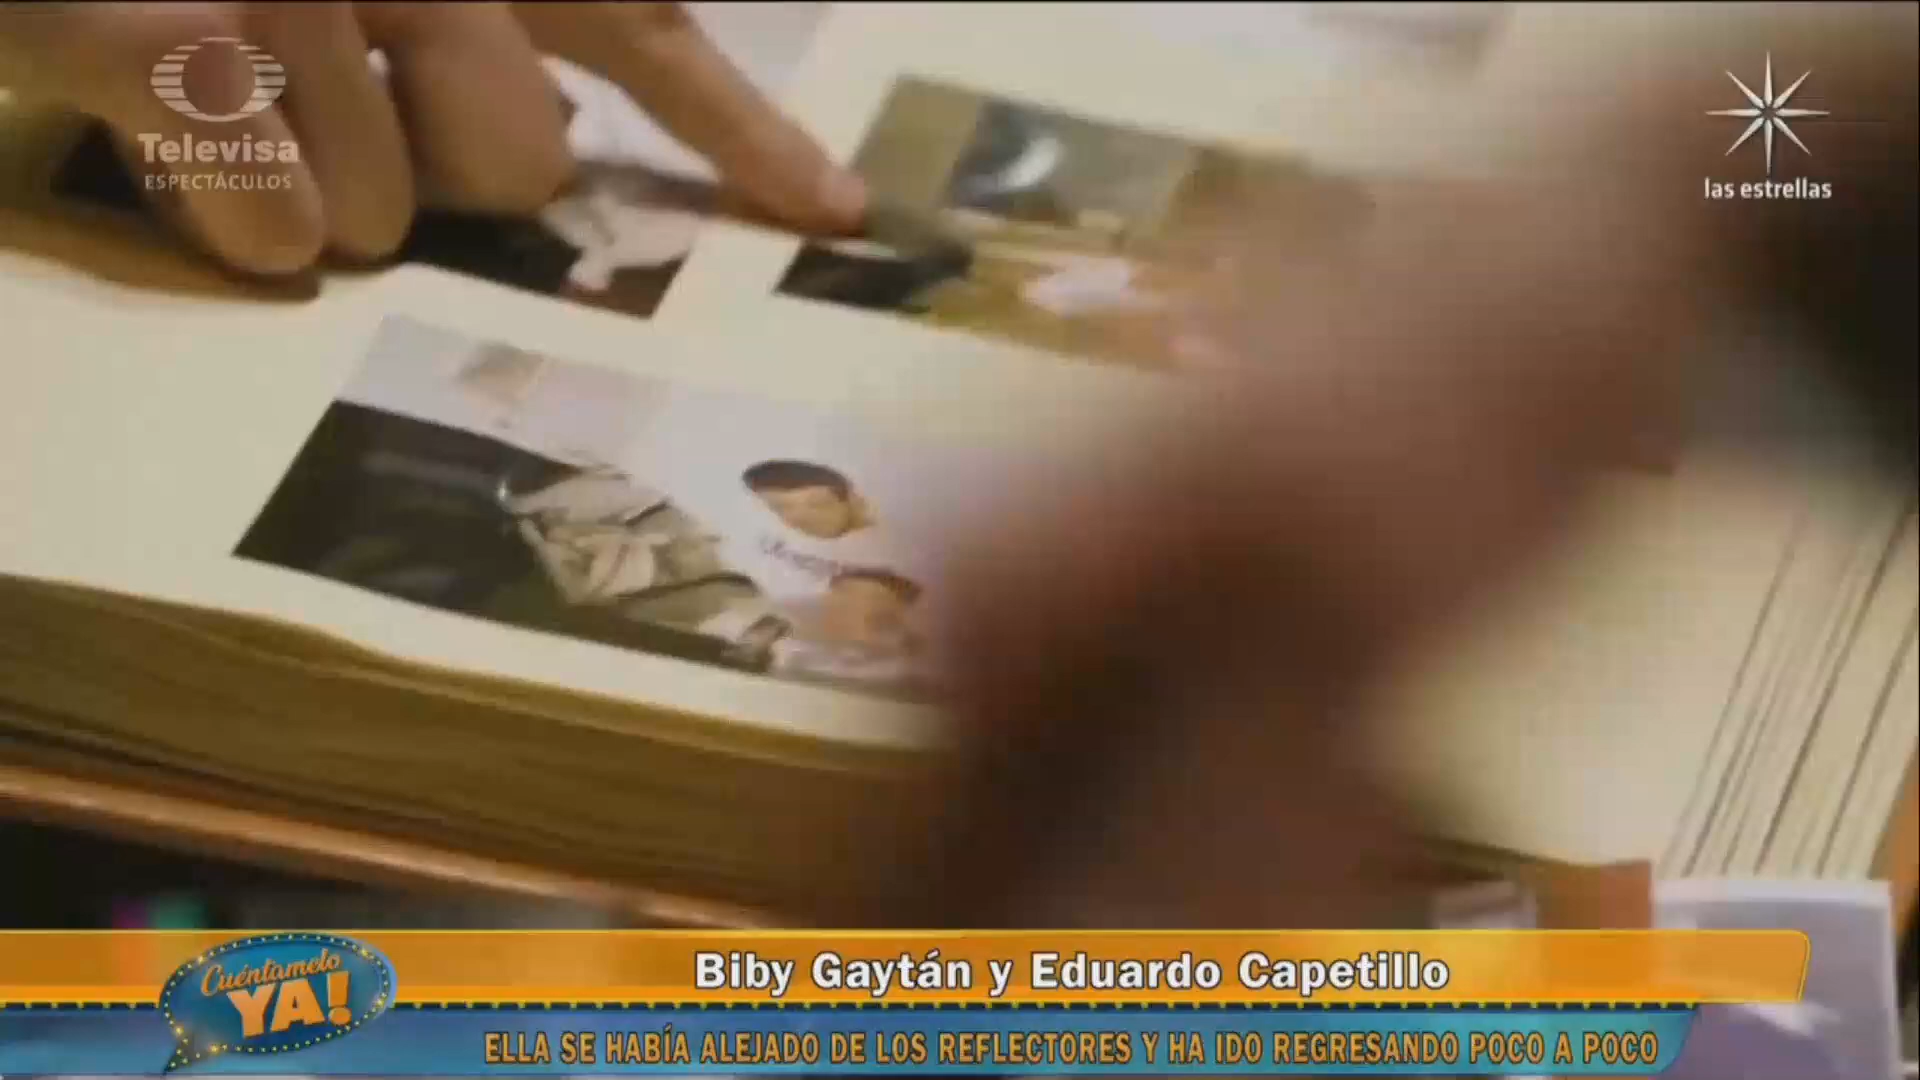 Televisa
ESPECTÁCULOS
las estrellas
Biby Gaytán y Eduardo Capetillo
Cuéntamelo
YA!
ELLA SE HABÍA ALEJADO DE LOS REFLECTORES Y HA IDO REGRESANDO POCO A POCO